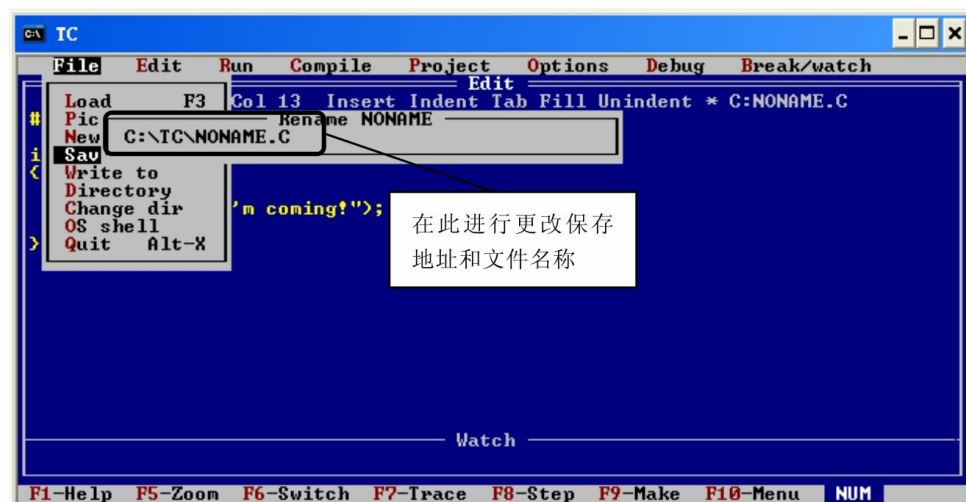 TC
File Edit Run Compile Project Options Debug Break/watch
Edit
Col 13 Insert Indent Tab Fill Unindent * C:NONAME.C
Load F3
# Pic
Rename NONAME
New
C:\TC\NONAME.C
i Sav
{ Write to
Directory
Change dir
'm coming!");
OS shell
} Quit Alt-X
在此进行更改保存
地址和文件名称
Watch
F1-Help F5-Zoom F6-Switch F7-Trace F8-Step F9-Make F10-Menu NUM